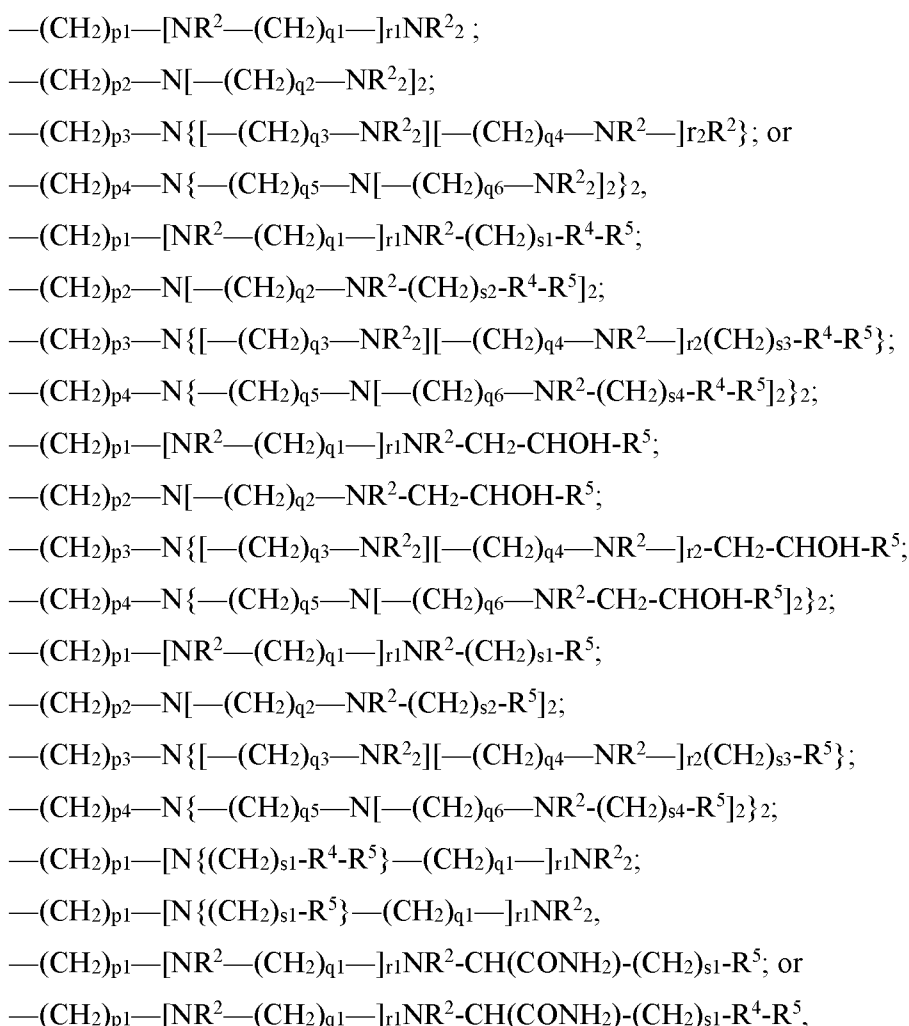 —(CH₂)p1—[NR²—(CH₂)q1—]r1NR²₂ ;
—(CH₂)p2—N[—(CH₂)q2—NR²₂]₂;
—(CH₂)p3—N{[—(CH₂)q3—NR²₂][—(CH₂)q4—NR²—]r2R²}; or
—(CH₂)p4—N{—(CH₂)q5—N[—(CH₂)q6—NR²₂]₂}₂,
—(CH₂)p1—[NR²—(CH₂)q1—]r1NR²-(CH₂)s1-R⁴-R⁵;
—(CH₂)p2—N[—(CH₂)q2—NR²-(CH₂)s2-R⁴-R⁵]₂;
—(CH₂)p3—N{[—(CH₂)q3—NR²₂][—(CH₂)q4—NR²—]r2(CH₂)s3-R⁴-R⁵};
—(CH₂)p4—N{—(CH₂)q5—N[—(CH₂)q6—NR²-(CH₂)s4-R⁴-R⁵]₂}₂;
—(CH₂)p1—[NR²—(CH₂)q1—]r1NR²-CH₂-CHOH-R⁵;
—(CH₂)p2—N[—(CH₂)q2—NR²-CH₂-CHOH-R⁵;
—(CH₂)p3—N{[—(CH₂)q3—NR²₂][—(CH₂)q4—NR²—]r2-CH₂-CHOH-R⁵;
—(CH₂)p4—N{—(CH₂)q5—N[—(CH₂)q6—NR²-CH₂-CHOH-R⁵]₂}₂;
—(CH₂)p1—[NR²—(CH₂)q1—]r1NR²-(CH₂)s1-R⁵;
—(CH₂)p2—N[—(CH₂)q2—NR²-(CH₂)s2-R⁵]₂;
—(CH₂)p3—N{[—(CH₂)q3—NR²₂][—(CH₂)q4—NR²—]r2(CH₂)s3-R⁵};
—(CH₂)p4—N{—(CH₂)q5—N[—(CH₂)q6—NR²-(CH₂)s4-R⁵]₂}₂;
—(CH₂)p1—[N{(CH₂)s1-R⁴-R⁵}—(CH₂)q1—]r1NR²₂;
—(CH₂)p1—[N{(CH₂)s1-R⁵}—(CH₂)q1—]r1NR²₂,
—(CH₂)p1—[NR²—(CH₂)q1—]r1NR²-CH(CONH₂)-(CH₂)s1-R⁵; or
—(CH₂)p1—[NR²—(CH₂)q1—]r1NR²-CH(CONH₂)-(CH₂)s1-R⁴-R⁵,